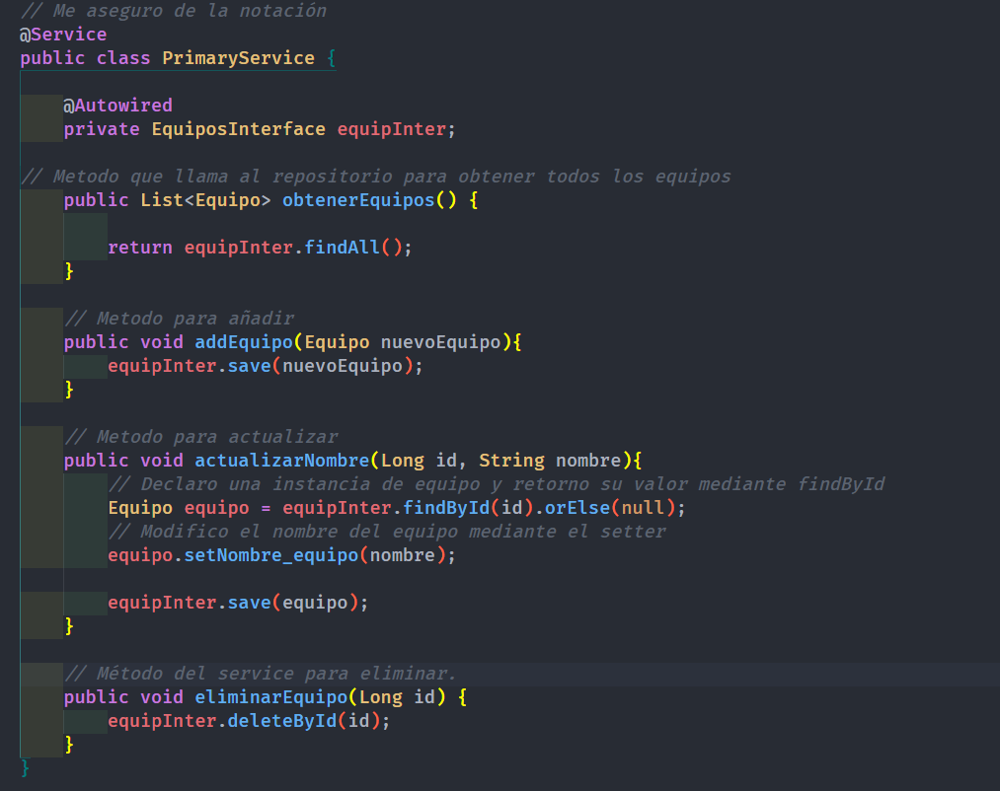 // Me aseguro de la notación
@Service
public class PrimaryService {
@Autowired
private EquiposInterface equipInter;
// Metodo que llama al repositorio para obtener todos los equipos
public List<Equipo> obtenerEquipos() {
return equipInter.findAll();
}
// Metodo para añadir
public void addEquipo(Equipo nuevoEquipo){
equipInter.save(nuevoEquipo);
}
// Metodo para actualizar
public void actualizarNombre(Long id, String nombre){
// Declaro una instancia de equipo y retorno su valor mediante findById
Equipo equipo = equipInter.findById(id).orElse(null);
// Modifico el nombre del equipo mediante el setter
equipo.setNombre_equipo(nombre);
equipInter.save(equipo);
}
// Método del service para eliminar.
public void eliminarEquipo(Long id) {
equipInter.deleteById(id);
}
}